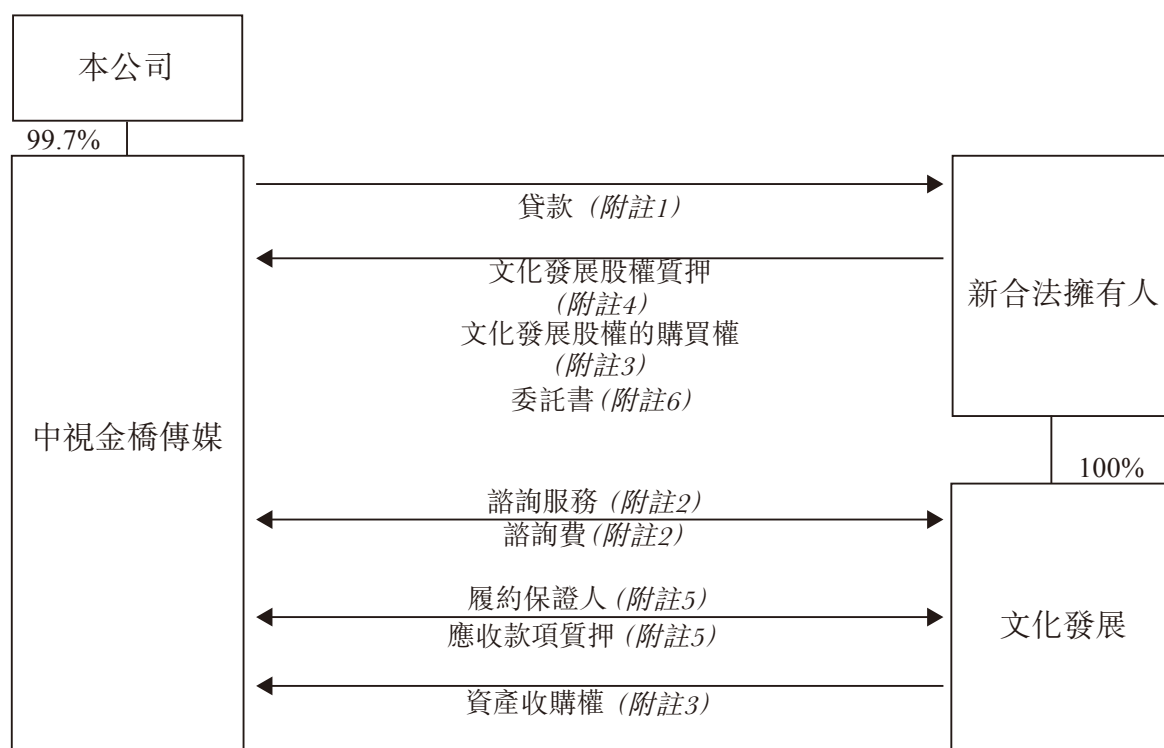 本公司
99.7%
貸款 (附註1)
文化發展股權質押
(附註4)
文化發展股權的購買權
(附註3)
委託書(附註6)
新合法擁有人
中視金橋傳媒
100%
諮詢服務 (附註2)
諮詢費(附註2)
履約保證人(附註5)
應收款項質押(附註5)
文化發展
資產收購權 (附註3)